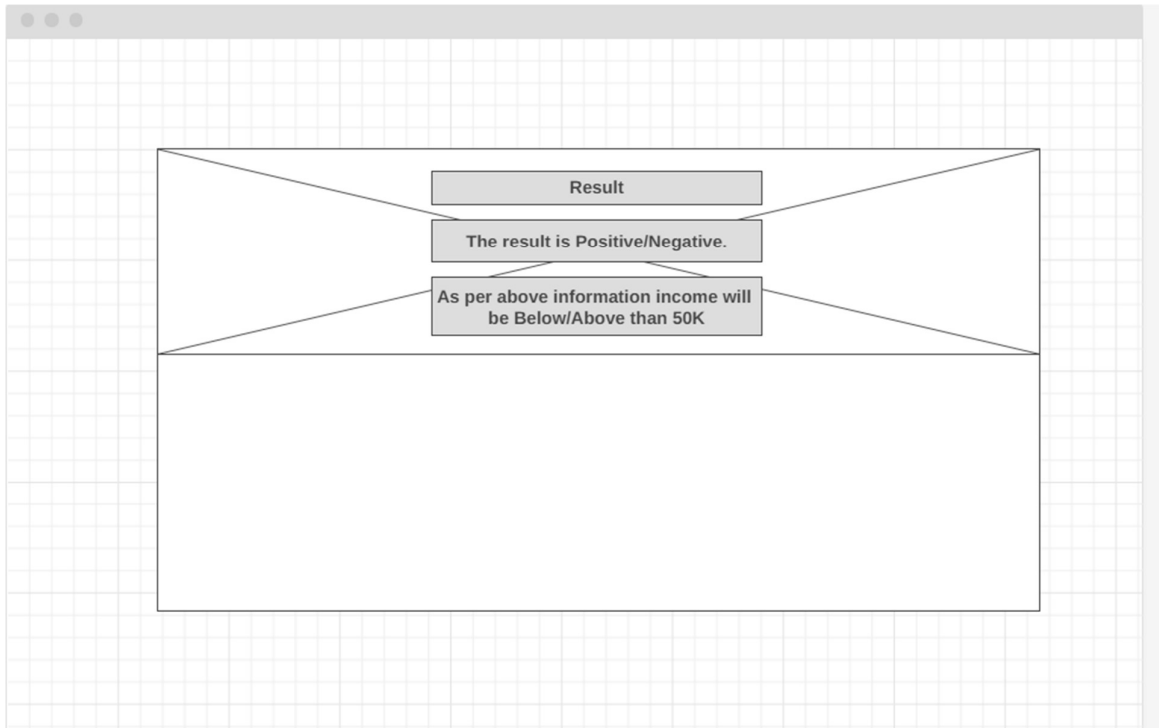 Result
The result is Positive/Negative.
As per above information income will
be Below/Above than 50K